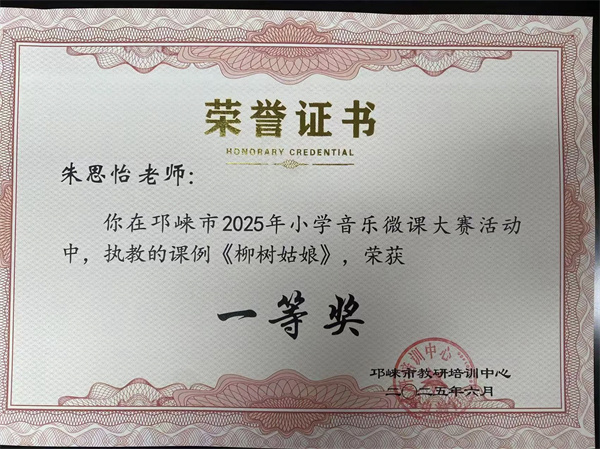 荣誉证书
HONORARY CREDENTIAL
朱思怡老师：
你在邛崃市2025年小学音乐微课大赛活动
中，执教的课例《柳树姑娘》，荣获
一等奖
邛崃市教研培训中心
二〇二五年六月